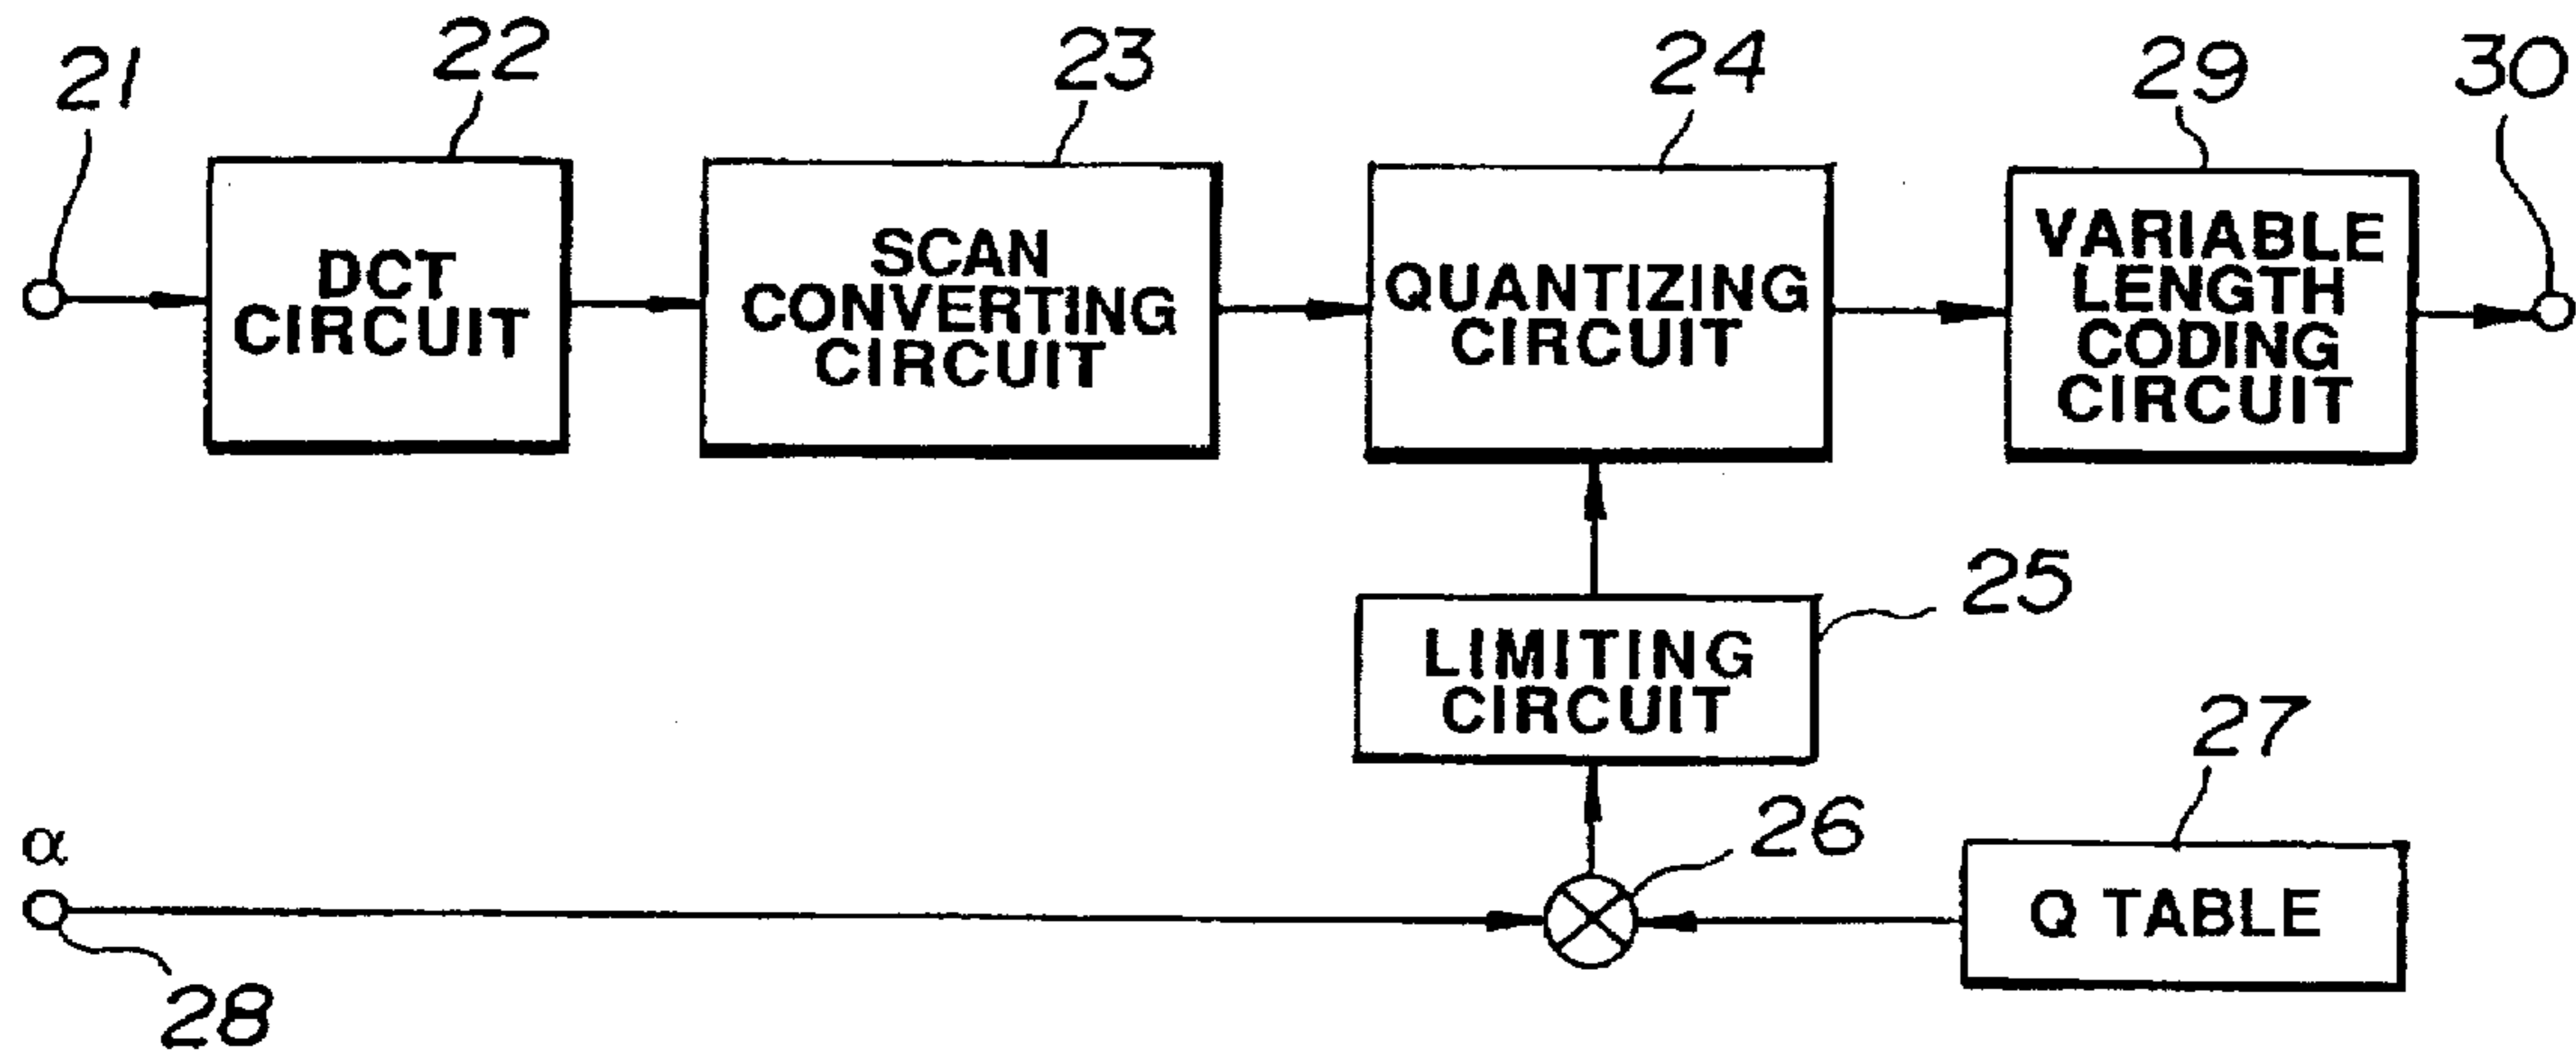 21
22
23
24
29
30
DCT
CIRCUIT
SCAN
CONVERTING
CIRCUIT
QUANTIZING
CIRCUIT
VARIABLE
LENGTH
CODING
CIRCUIT
25
LIMITING
CIRCUIT
27
26
α
Q TABLE
28